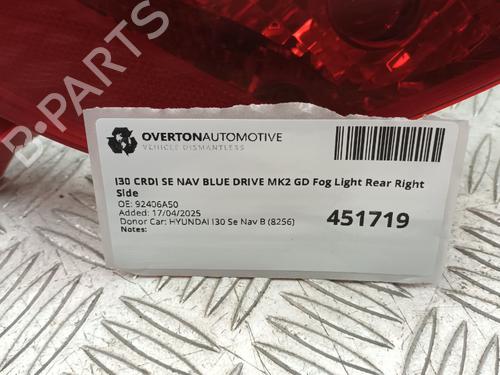 B-PARTS
OVERTONAUTOMOTIVE
VEHICLE DISMANTLESS
I30 CRDI SE NAV BLUE DRIVE MK2 GD Fog Light Rear Right
Side
OE: 92406A50
Added: 17/04/2025
Donor Car: HYUNDAI I30 Se Nav B (8256)
Notes:
451719